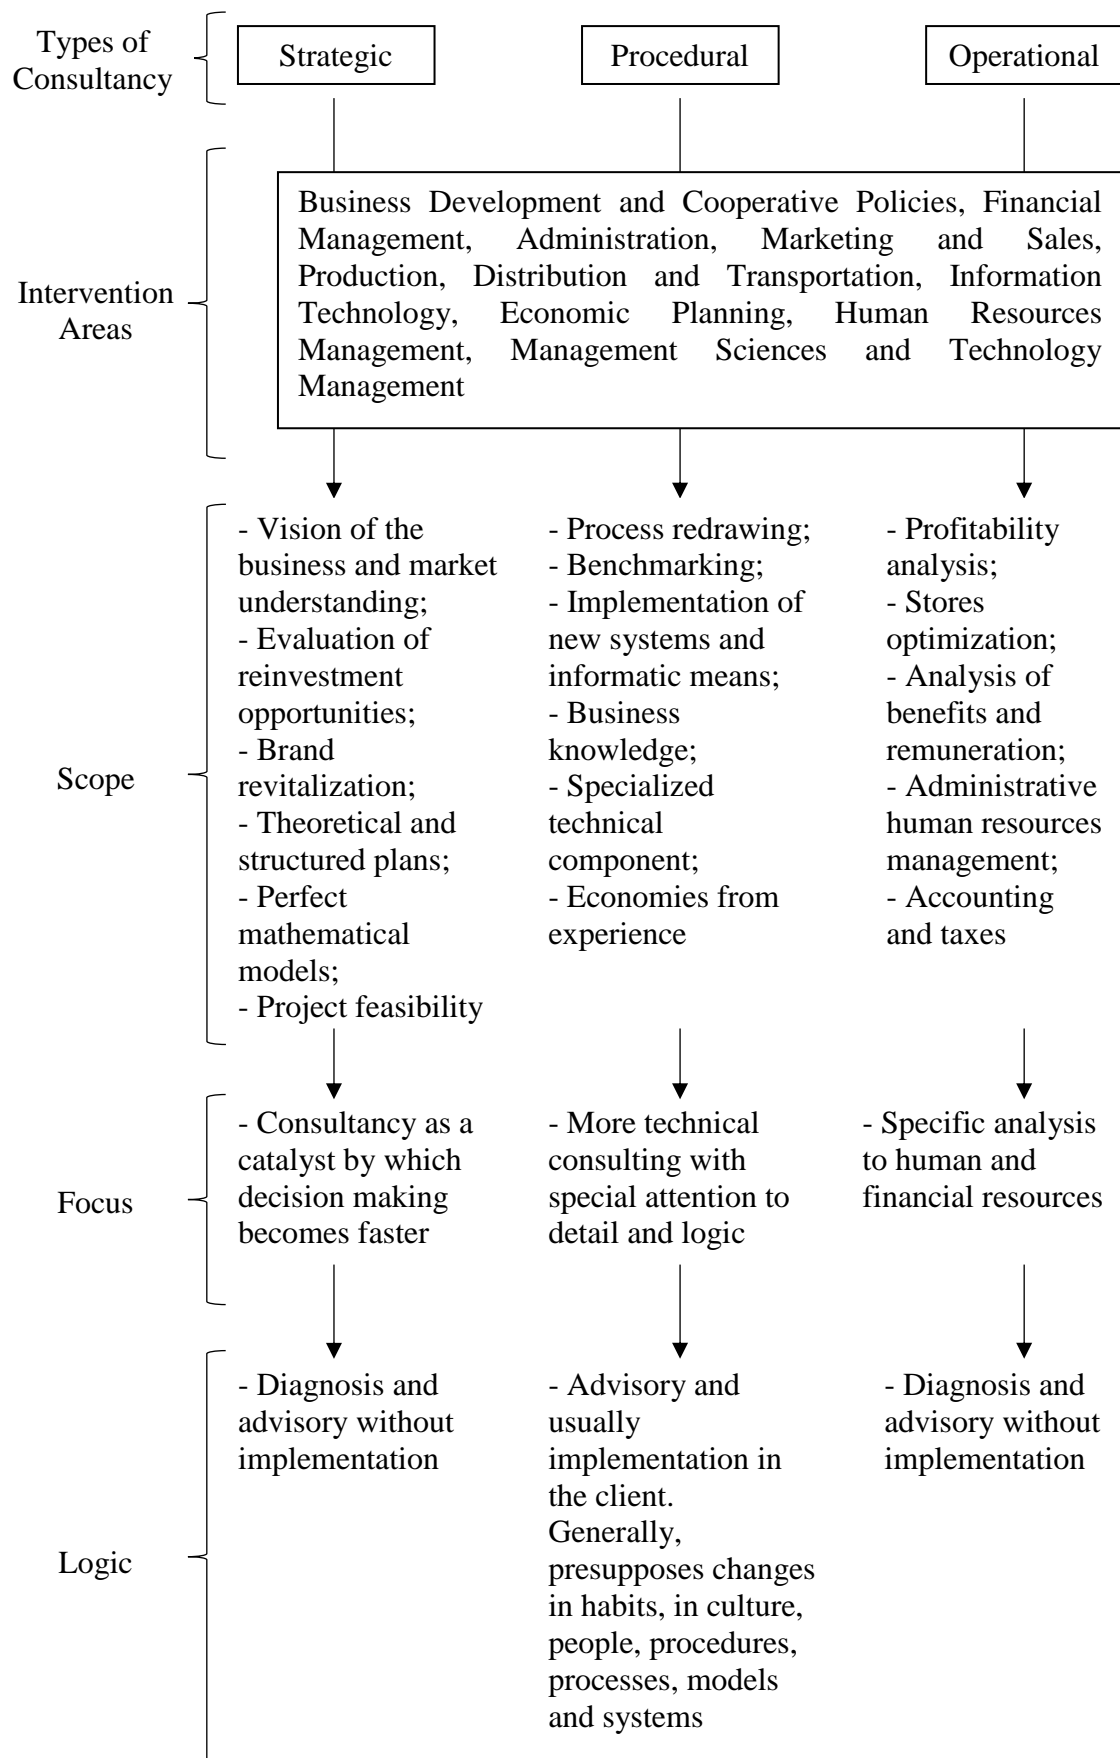 Types of
Consultancy
Strategic
Procedural
Operational
Intervention
Areas
Business Development and Cooperative Policies, Financial
Management, Administration, Marketing and Sales,
Production, Distribution and Transportation, Information
Technology, Economic Planning, Human Resources
Management, Management Sciences and Technology
Management
Scope
- Vision of the
business and market
understanding;
- Evaluation of
reinvestment
opportunities;
- Brand
revitalization;
- Theoretical and
structured plans;
- Perfect
mathematical
models;
- Project feasibility
- Process redrawing;
- Benchmarking;
- Implementation of
new systems and
informatic means;
- Business
knowledge;
- Specialized
technical
component;
- Economies from
experience
- Profitability
analysis;
- Stores
optimization;
- Analysis of
benefits and
remuneration;
- Administrative
human resources
management;
- Accounting
and taxes
Focus
- Consultancy as a
catalyst by which
decision making
becomes faster
- More technical
consulting with
special attention to
detail and logic
- Specific analysis
to human and
financial resources
Logic
- Diagnosis and
advisory without
implementation
- Advisory and
usually
implementation in
the client.
Generally,
presupposes changes
in habits, in culture,
people, procedures,
processes, models
and systems
- Diagnosis and
advisory without
implementation